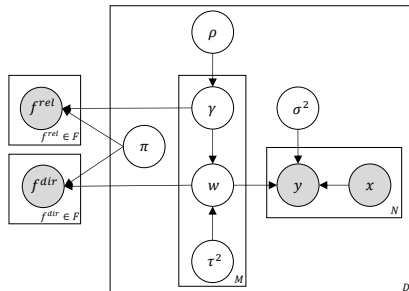 ρ
f^rel
f^rel ∈ F
γ
σ²
π
f^dir
f^dir ∈ F
w
y
x
N
τ²
M
D